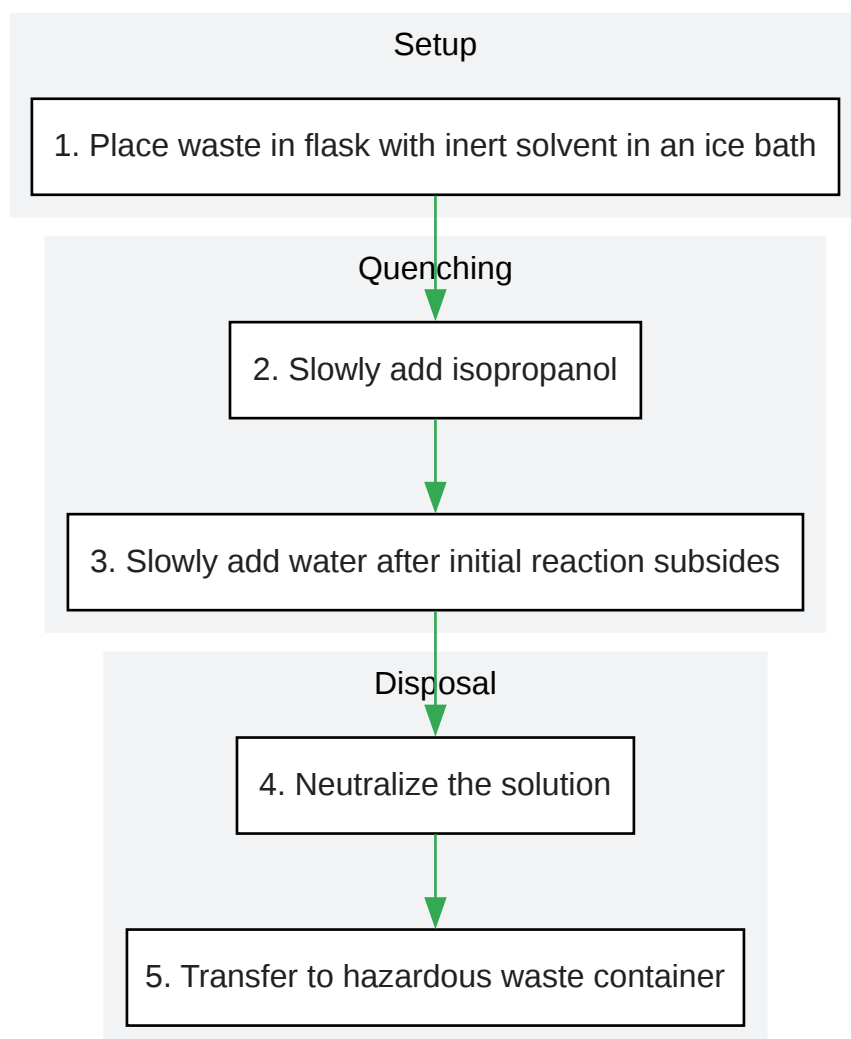 Setup
1. Place waste in flask with inert solvent in an ice bath
Quenching
2. Slowly add isopropanol
3. Slowly add water after initial reaction subsides
Disposal
4. Neutralize the solution
5. Transfer to hazardous waste container